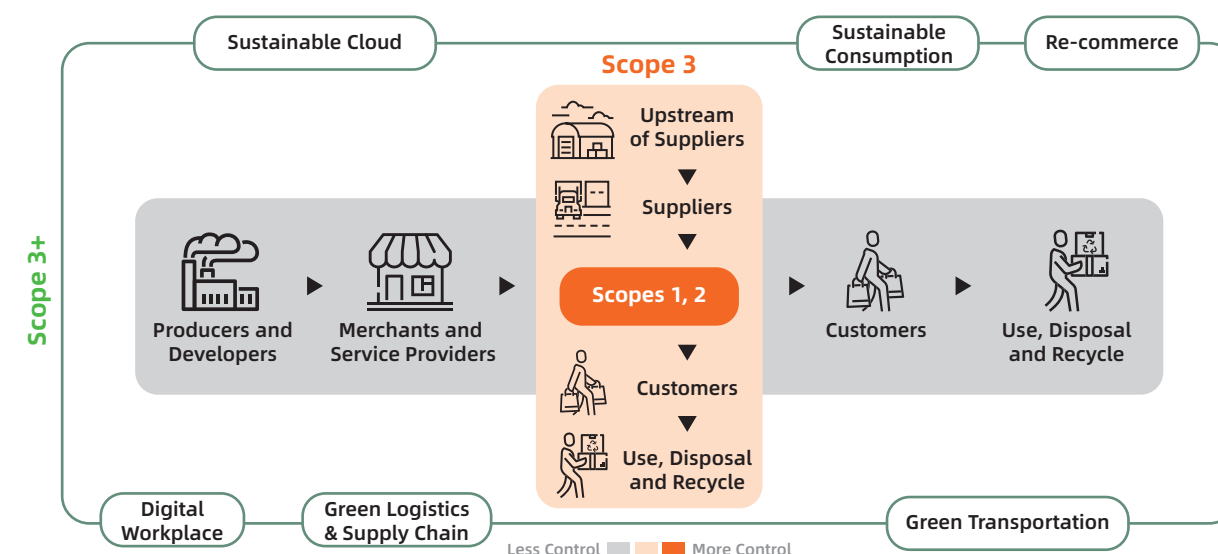 Sustainable Cloud
Sustainable
Consumption
Re-commerce
Scope 3
Upstream
of Suppliers
Suppliers
Scope 3+
Scopes 1, 2
Producers and
Developers
Merchants and
Service Providers
Customers
Use, Disposal
and Recycle
Customers
Use, Disposal
and Recycle
Digital
Workplace
Green Logistics
& Supply Chain
Green Transportation
Less Control
More Control